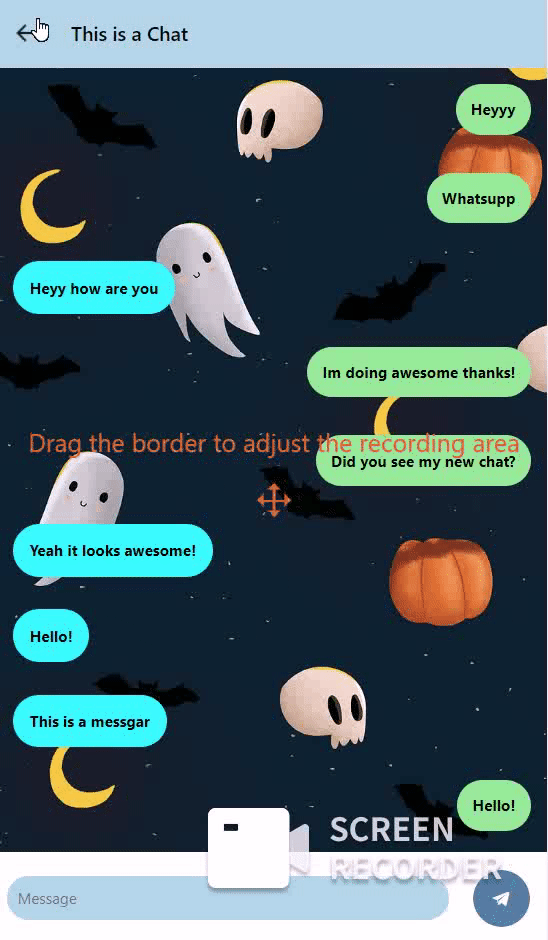 This is a Chat
Heyyy
Whatsupp
Heyy how are you
Im doing awesome thanks!
Drag the border to adjust the recording area
Did you see my new chat?
Yeah it looks awesome!
Hello!
This is a messgar
Hello!
SCREEN
RECORDER
Message